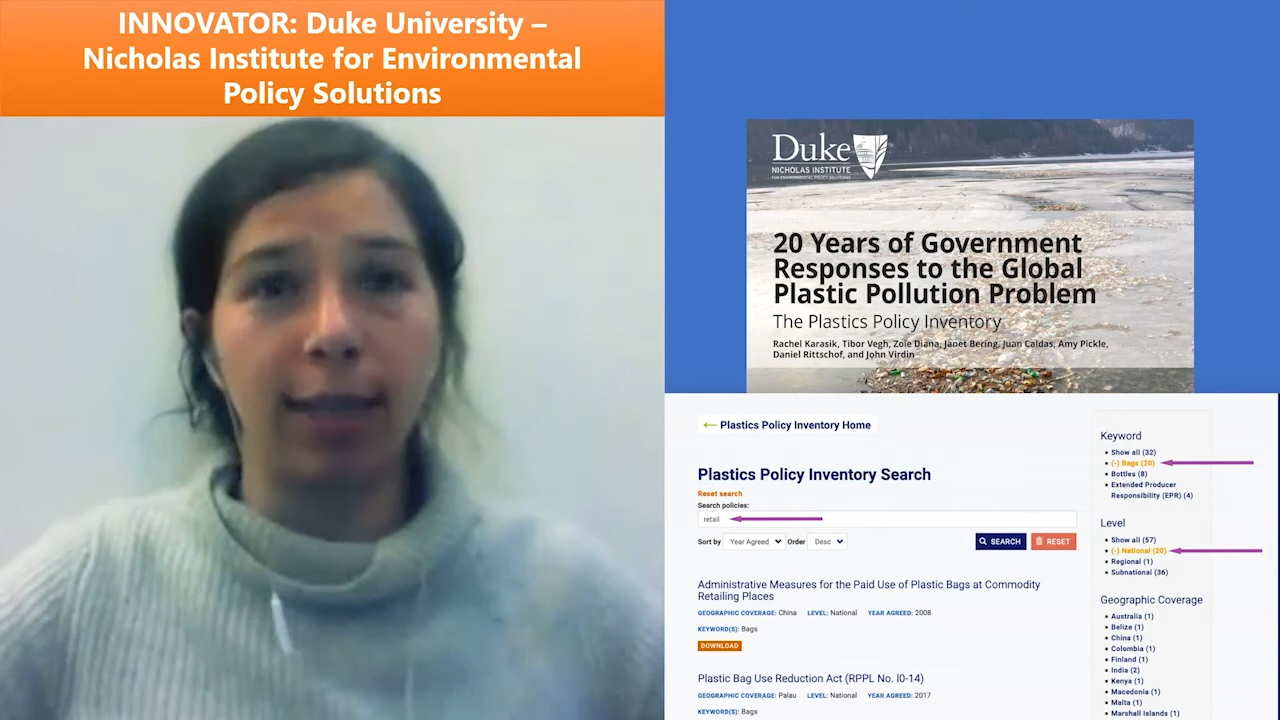 INNOVATOR: Duke University –
Nicholas Institute for Environmental
Policy Solutions
Duke
NICHOLAS INSTITUTE
FOR ENVIRONMENTAL POLICY SOLUTIONS
20 Years of Government
Responses to the Global
Plastic Pollution Problem
The Plastics Policy Inventory
Rachel Karasik, Tibor Vegh, Zoie Diana, Janet Bering, Juan Caldas, Amy Pickle,
Daniel Rittschof, and John Virdin
← Plastics Policy Inventory Home
Plastics Policy Inventory Search
Reset search
Search policies:
retail
Sort by Year Agreed Order Desc SEARCH RESET
Administrative Measures for the Paid Use of Plastic Bags at Commodity
Retailing Places
GEOGRAPHIC COVERAGE: China LEVEL: National YEAR AGREED: 2008
KEYWORD(S): Bags
DOWNLOAD
Plastic Bag Use Reduction Act (RPPL No. I0-14)
GEOGRAPHIC COVERAGE: Palau LEVEL: National YEAR AGREED: 2017
KEYWORD(S): Bags
Keyword
Show all (32)
(-) Bags (20)
Bottles (8)
Extended Producer
Responsibility (EPR) (4)
Level
Show all (57)
(-) National (20)
Regional (1)
Subnational (36)
Geographic Coverage
Australia (1)
Belize (1)
China (1)
Colombia (1)
Finland (1)
India (2)
Kenya (1)
Macedonia (1)
Malta (1)
Marshall Islands (1)